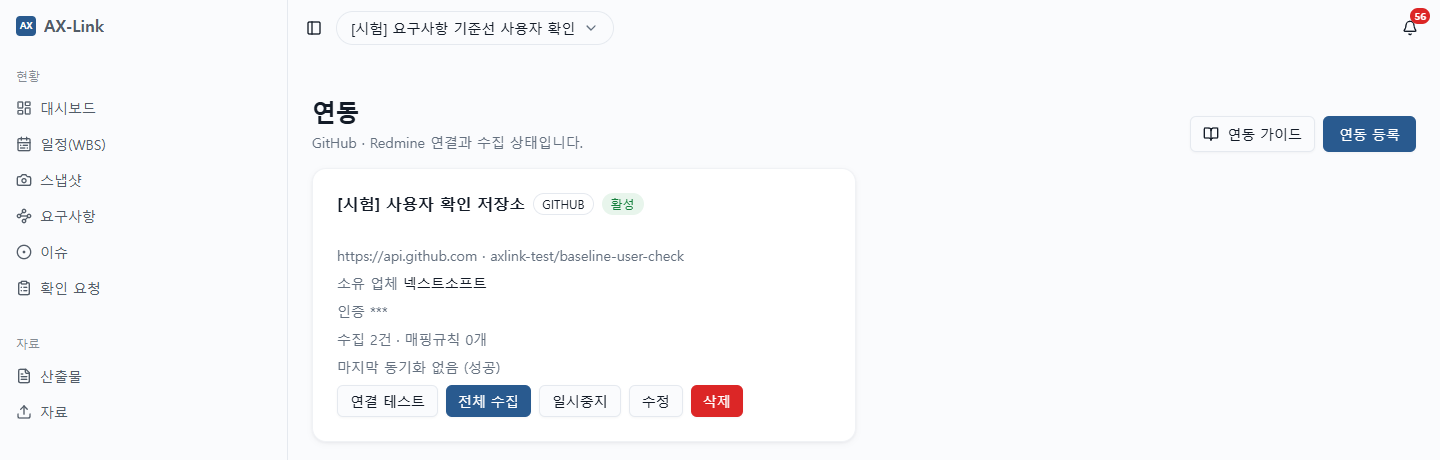 AX AX-Link
[시험] 요구사항 기준선 사용자 확인
56
현황
대시보드
일정(WBS)
스냅샷
요구사항
이슈
확인 요청
자료
산출물
자료
연동
GitHub · Redmine 연결과 수집 상태입니다.
연동 가이드
연동 등록
[시험] 사용자 확인 저장소 GITHUB 활성
https://api.github.com · axlink-test/baseline-user-check
소유 업체 넥스트소프트
인증 ***
수집 2건 · 매핑규칙 0개
마지막 동기화 없음 (성공)
연결 테스트 전체 수집 일시중지 수정 삭제